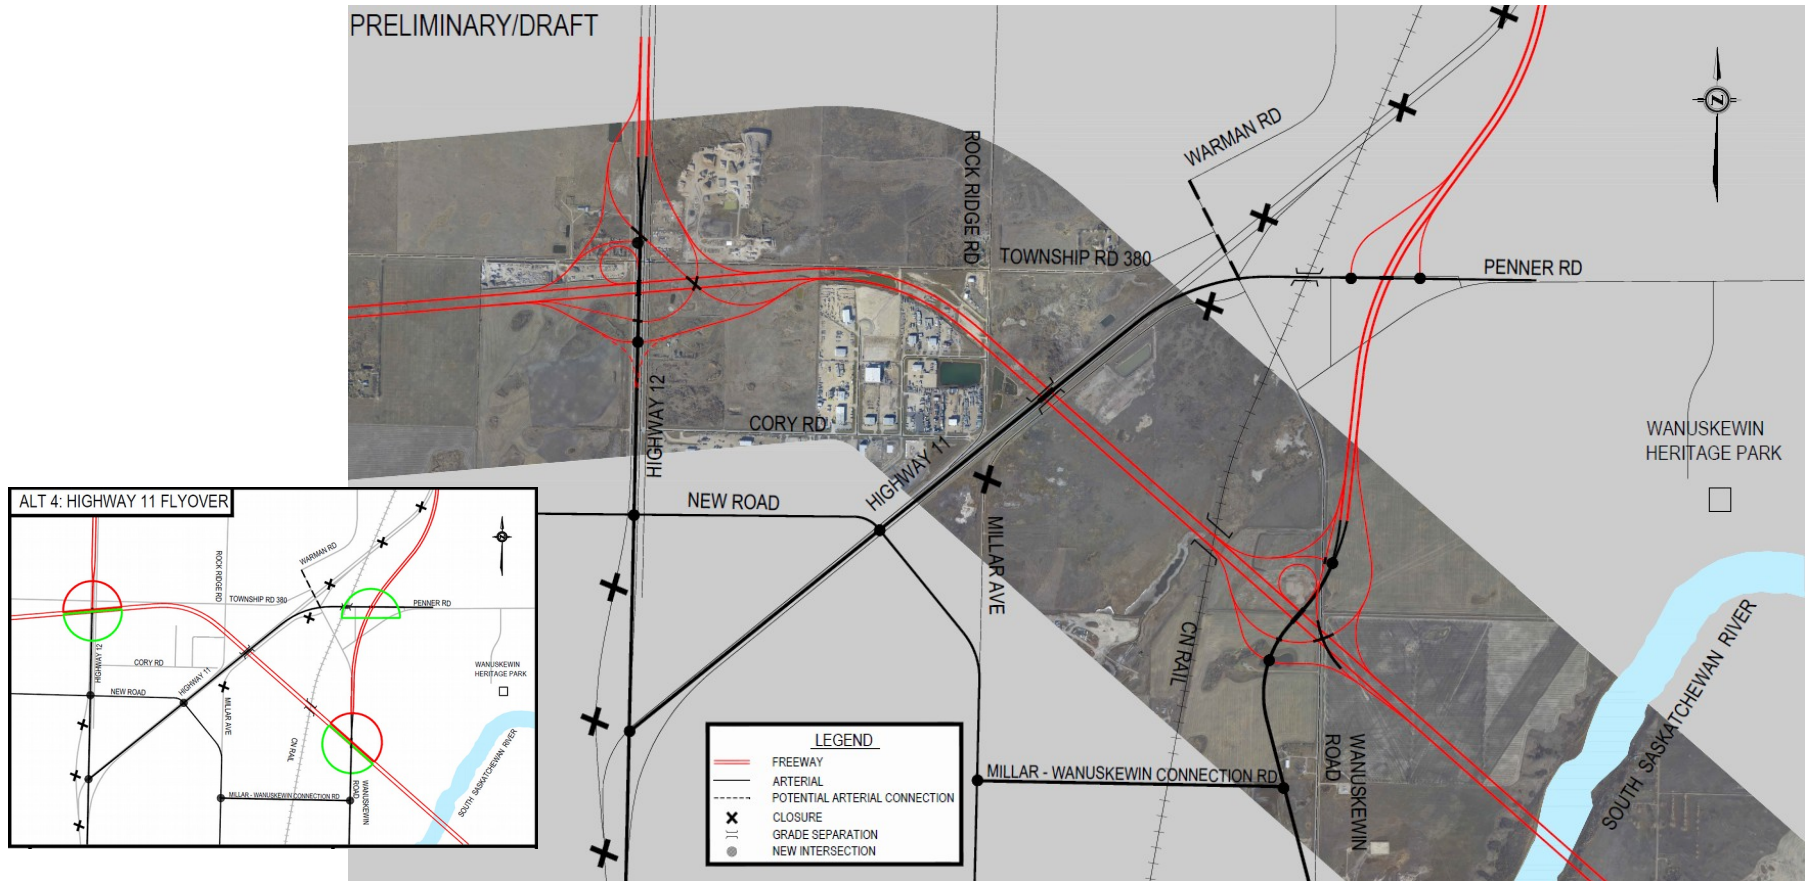 PRELIMINARY/DRAFT
WARMAN RD
ROCK RIDGE RD
TOWNSHIP RD 380
PENNER RD
HIGHWAY 12
CORY RD
HIGHWAY 11
NEW ROAD
MILLAR AVE
CN RAIL
WANUSKEWIN
HERITAGE PARK
MILLAR - WANUSKEWIN CONNECTION RD
WANUSKEWIN
ROAD
SOUTH SASKATCHEWAN RIVER
N
LEGEND
FREEWAY
ARTERIAL
POTENTIAL ARTERIAL CONNECTION
CLOSURE
GRADE SEPARATION
NEW INTERSECTION
ALT 4: HIGHWAY 11 FLYOVER
WARMAN RD
ROCK RIDGE RD
TOWNSHIP RD 380
PENNER RD
HIGHWAY 12
CORY RD
HIGHWAY 11
NEW ROAD
MILLAR AVE
CN RAIL
WANUSKEWIN
HERITAGE PARK
MILLAR - WANUSKEWIN CONNECTION RD
WANUSKEWIN
ROAD
SOUTH SASKATCHEWAN RIVER